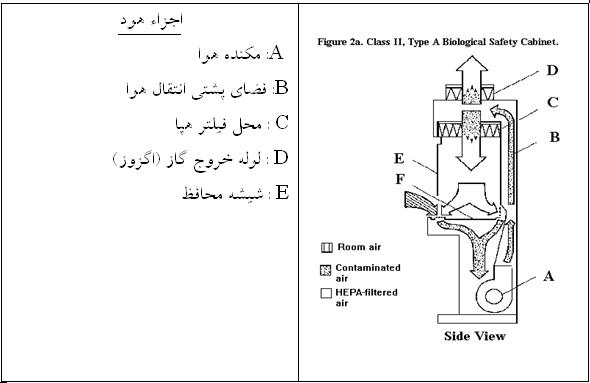 اجزاء هود
A: مکنده هوا
B: فضای پشتی انتقال هوا
C : محل فیلتر هپا
D : لوله خروج گاز (اگزوز)
E : شیشه محافظ
Figure 2a. Class II, Type A Biological Safety Cabinet.
D
C
B
E
F
A
Room air
Contaminated
air
HEPA-filtered
air
Side View